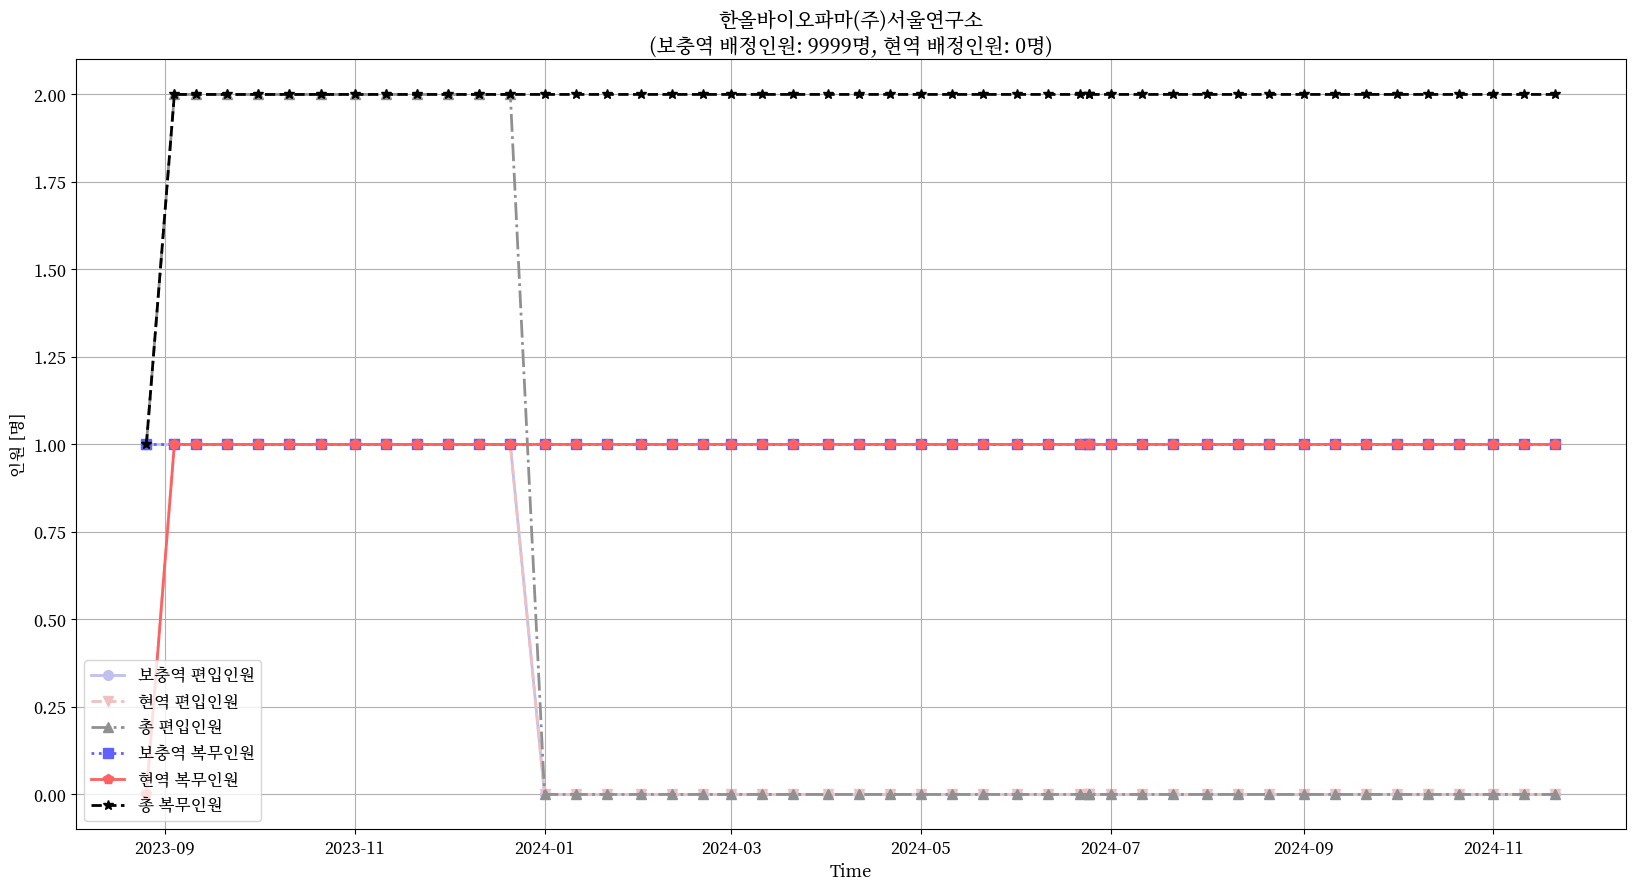 한올바이오파마(주)서울연구소
(보충역 배정인원: 9999명, 현역 배정인원: 0명)
2.00
1.75
1.50
1.25
1.00
0.75
0.50
0.25
0.00
인원 [명]
보충역 편입인원
현역 편입인원
총 편입인원
보충역 복무인원
현역 복무인원
총 복무인원
2023-09
2023-11
2024-01
2024-03
2024-05
2024-07
2024-09
2024-11
Time